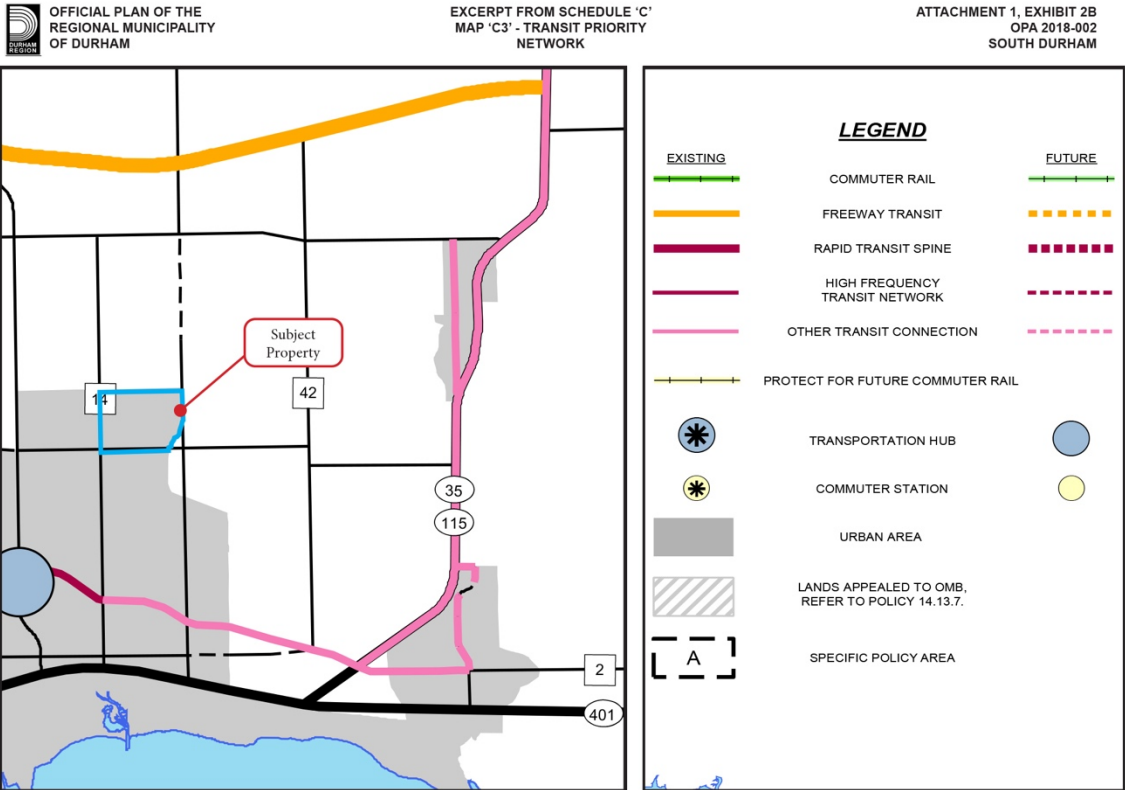 DURHAM
REGION
OFFICIAL PLAN OF THE
REGIONAL MUNICIPALITY
OF DURHAM
EXCERPT FROM SCHEDULE ‘C’
MAP ‘C3’ - TRANSIT PRIORITY
NETWORK
ATTACHMENT 1, EXHIBIT 2B
OPA 2018-002
SOUTH DURHAM
Subject
Property
14
42
35
115
2
401
LEGEND
EXISTING
FUTURE
COMMUTER RAIL
FREEWAY TRANSIT
RAPID TRANSIT SPINE
HIGH FREQUENCY
TRANSIT NETWORK
OTHER TRANSIT CONNECTION
PROTECT FOR FUTURE COMMUTER RAIL
TRANSPORTATION HUB
COMMUTER STATION
URBAN AREA
LANDS APPEALED TO OMB,
REFER TO POLICY 14.13.7.
A
SPECIFIC POLICY AREA